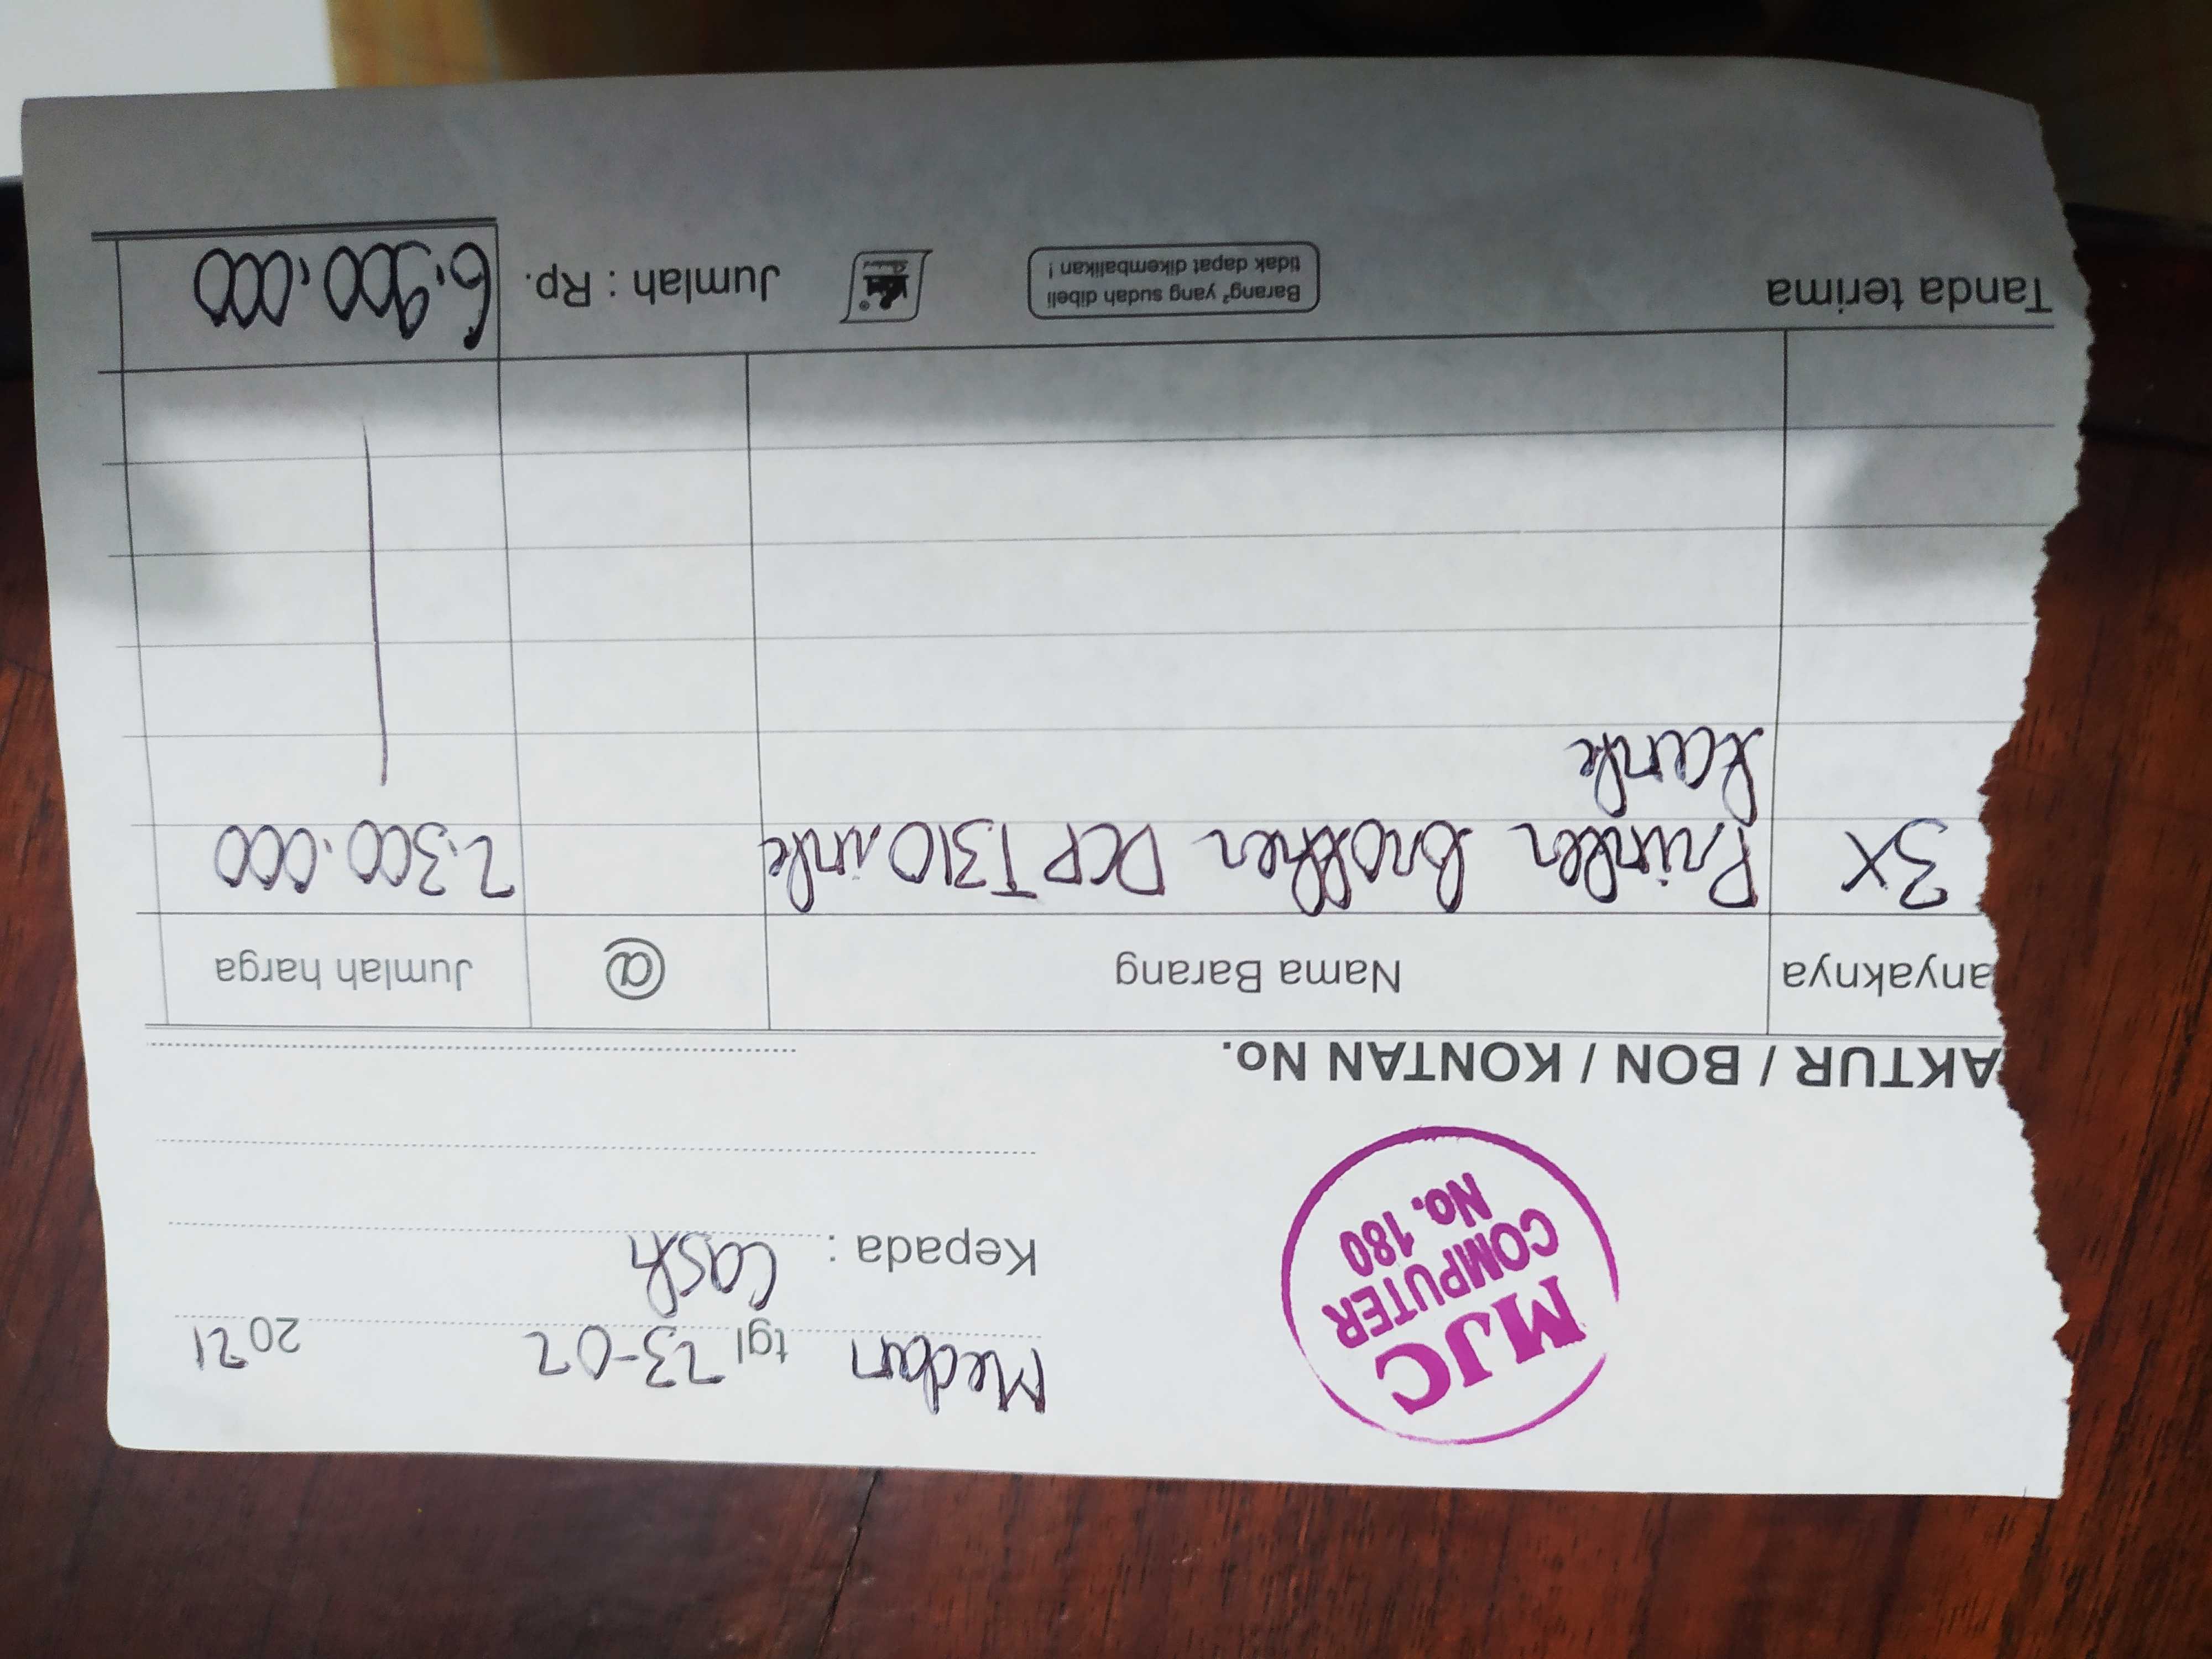 MJC
COMPUTER
No. 180
Medan tgl 23-02 2021
Kepada : Cash
AKTUR / BON / KONTAN No.
anyaknya Nama Barang @ Jumlah harga
3x Printer brother DCP T310 ink 2.300.000
tank
Tanda terima
Barang² yang sudah dibeli
tidak dapat dikembalikan !
Jumlah : Rp. 6,900,000